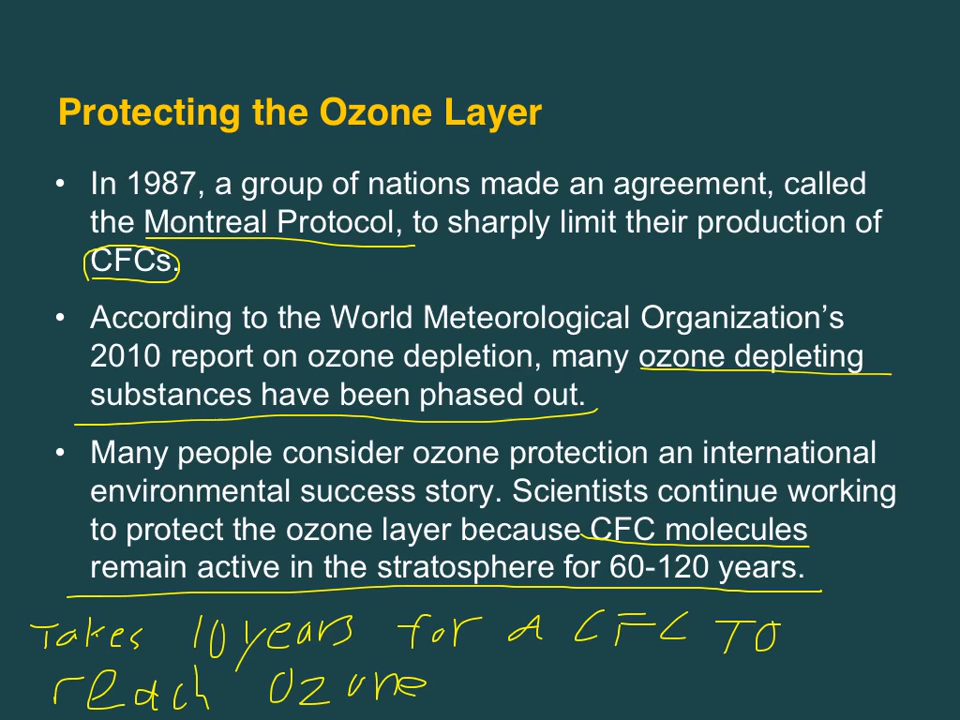 Protecting the Ozone Layer
• In 1987, a group of nations made an agreement, called
the Montreal Protocol, to sharply limit their production of
CFCs.
• According to the World Meteorological Organization's
2010 report on ozone depletion, many ozone depleting
substances have been phased out.
• Many people consider ozone protection an international
environmental success story. Scientists continue working
to protect the ozone layer because CFC molecules
remain active in the stratosphere for 60-120 years.
Takes 10 years for a CFC TO
reach Ozone